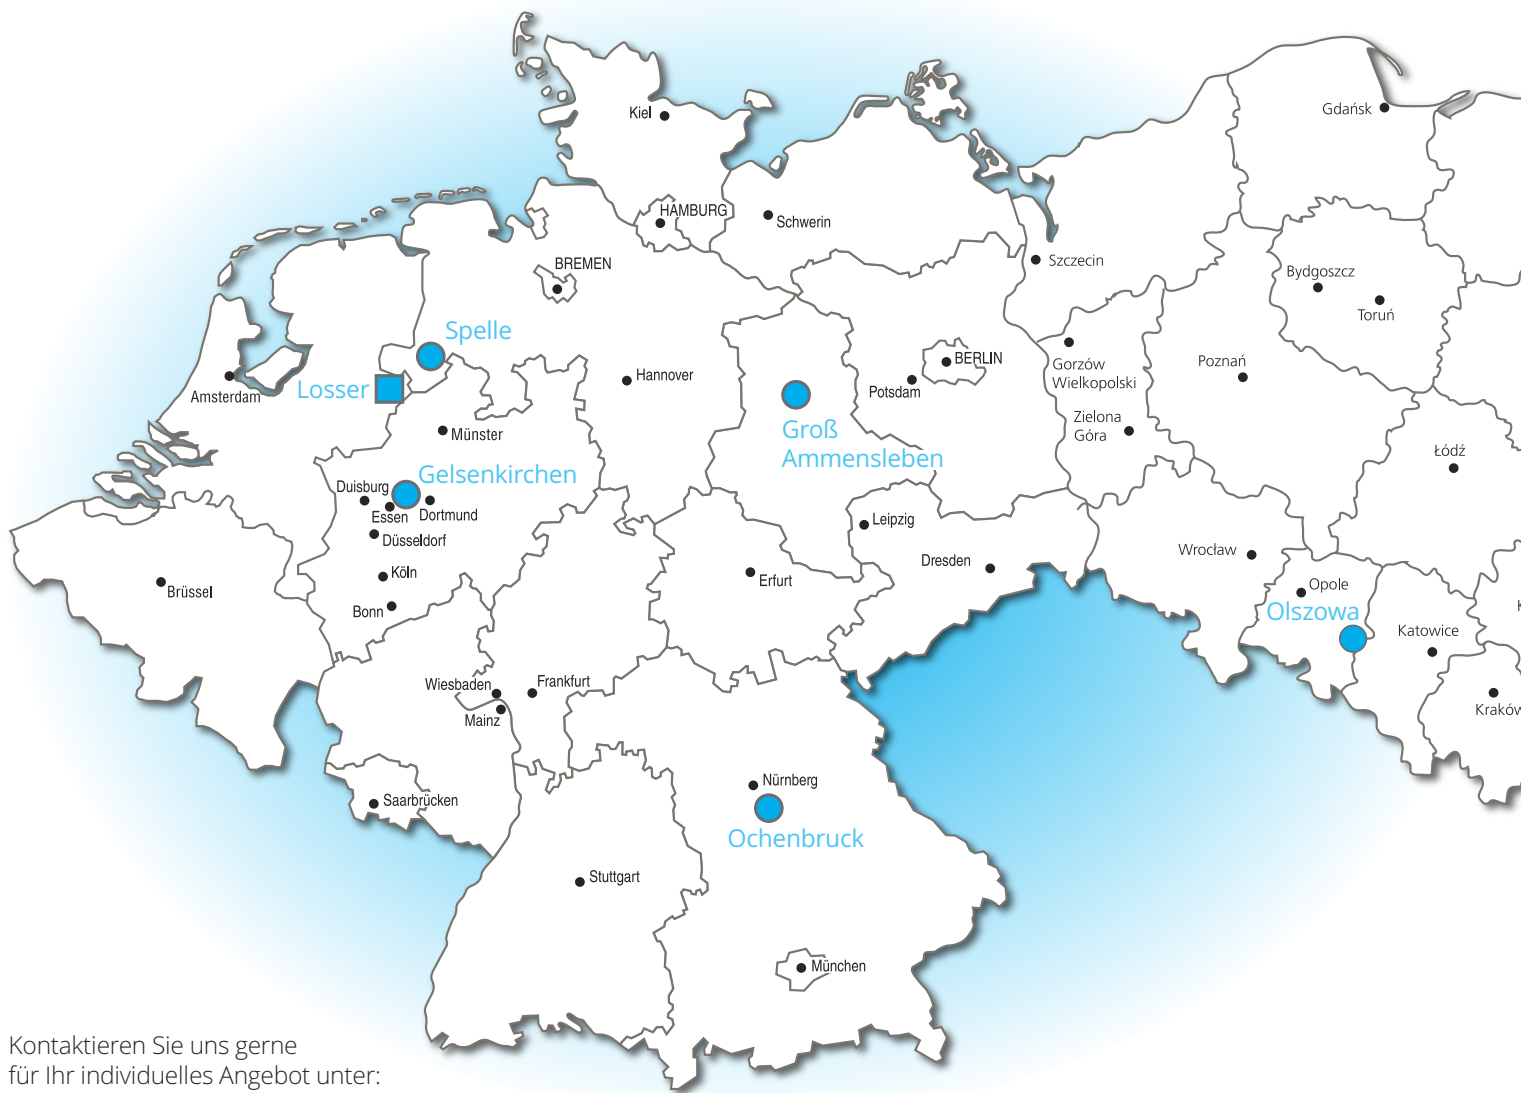 Kiel
Gdańsk
HAMBURG
Schwerin
BREMEN
Szczecin
Bydgoszcz
Toruń
Spelle
Losser
Amsterdam
Hannover
BERLIN
Potsdam
Gorzów
Wielkopolski
Poznań
Zielona
Góra
Münster
Groß
Ammensleben
Łódź
Gelsenkirchen
Duisburg
Essen
Dortmund
Düsseldorf
Leipzig
Wrocław
Brüssel
Köln
Bonn
Erfurt
Dresden
Opole
Olszowa
Katowice
K
Wiesbaden
Frankfurt
Mainz
Kraków
Nürnberg
Saarbrücken
Ochenbruck
Stuttgart
München
Kontaktieren Sie uns gerne
für Ihr individuelles Angebot unter: